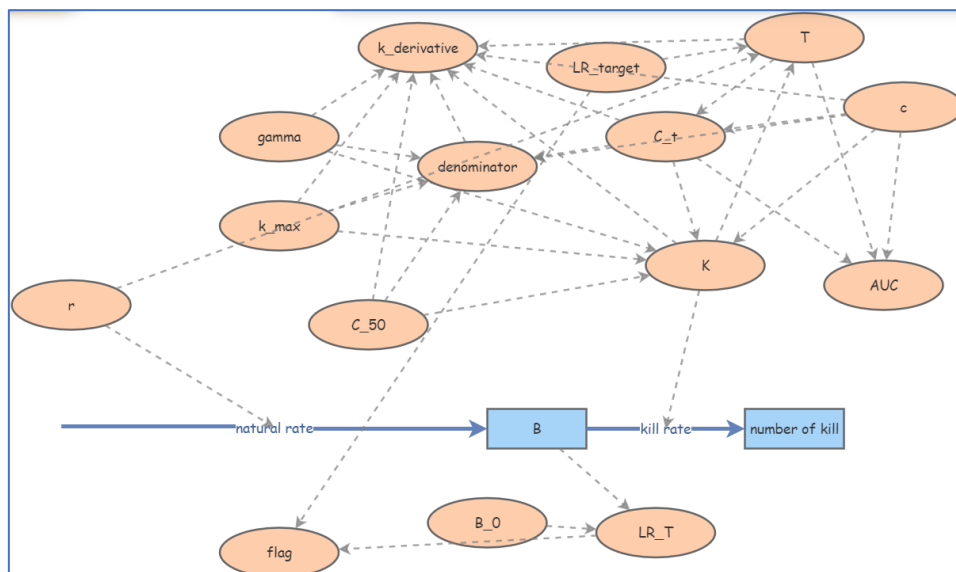 T
k_derivative
LR_target
c
gamma
C_t
denominator
k_max
K
AUC
r
C_50
natural rate
B
kill rate
number of kill
B_0
LR_T
flag